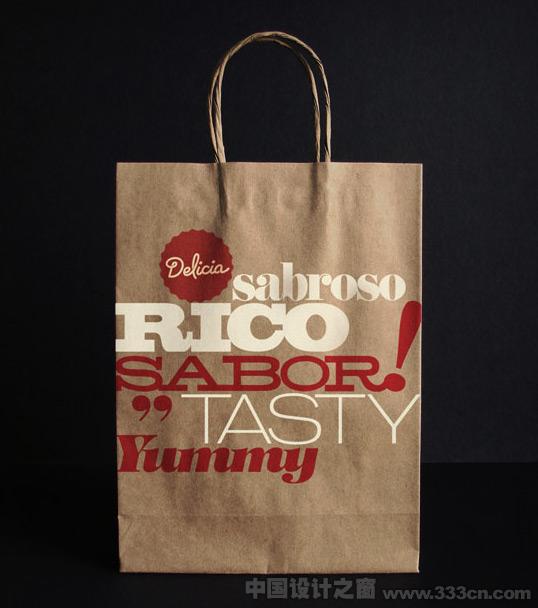 Delicia
sabroso
RICO
SABOR!
”TASTY
Yummy
中国设计之窗 www.333cn.com